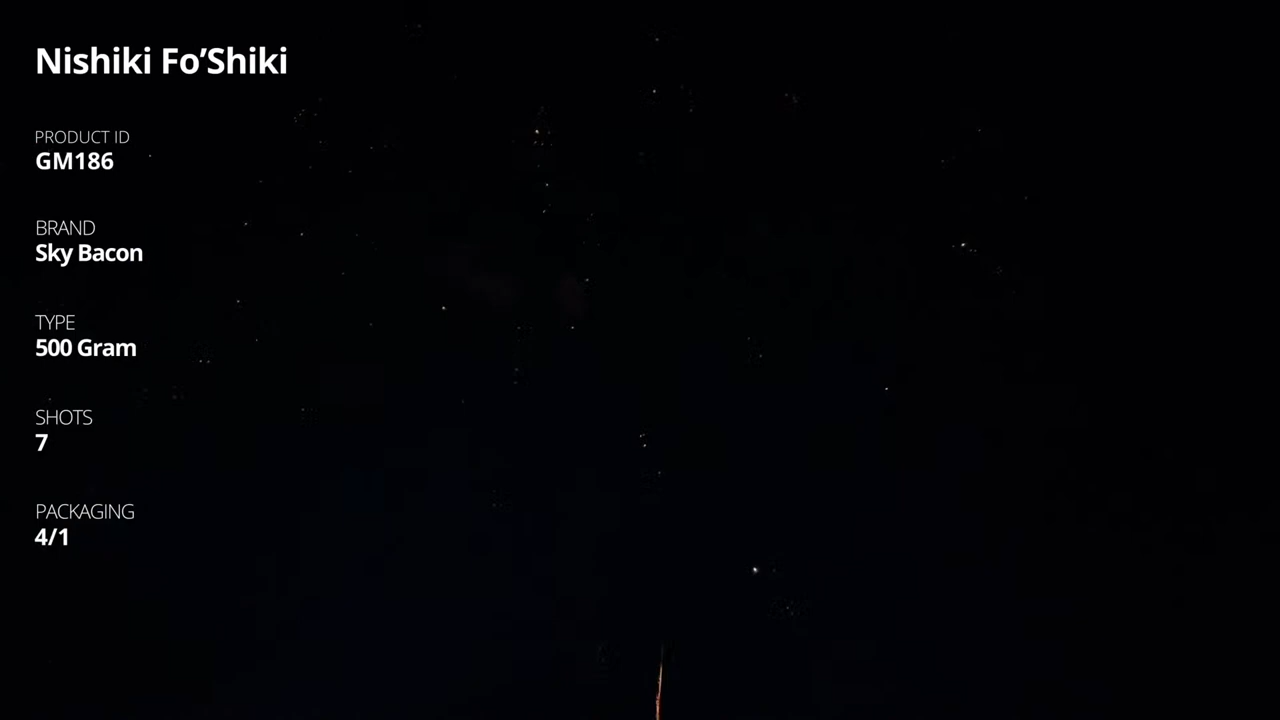 Nishiki Fo’Shiki
PRODUCT ID
GM186
BRAND
Sky Bacon
TYPE
500 Gram
SHOTS
7
PACKAGING
4/1